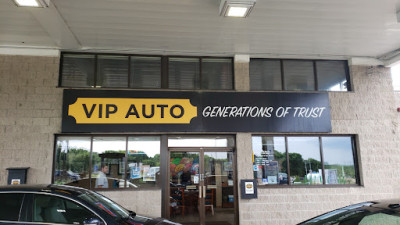 VIP AUTO GENERATIONS OF TRUST